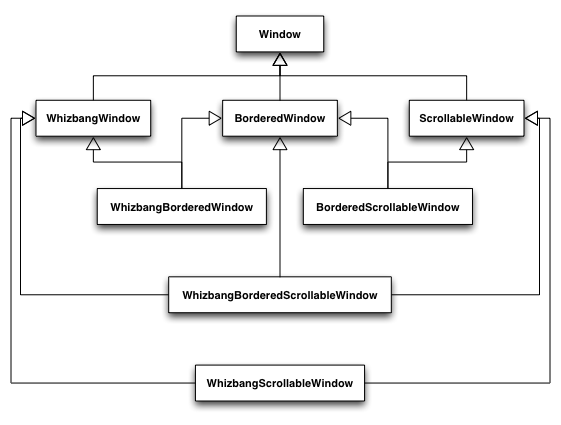 Window
WhizbangWindow
BorderedWindow
ScrollableWindow
WhizbangBorderedWindow
BorderedScrollableWindow
WhizbangBorderedScrollableWindow
WhizbangScrollableWindow